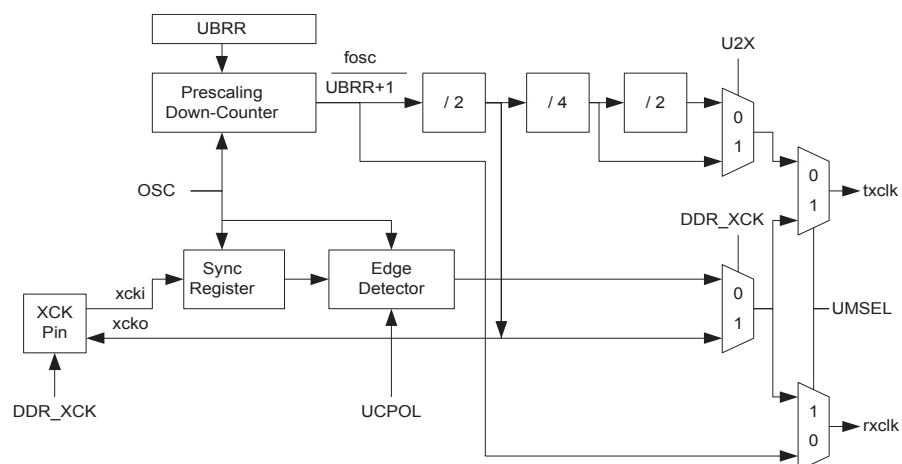 UBRR
fosc
U2X
Prescaling
Down-Counter
UBRR+1
/ 2
/ 4
/ 2
0
1
0
1
txclk
OSC
DDR_XCK
Sync
Register
Edge
Detector
0
1
xcki
XCK
Pin
xcko
UMSEL
DDR_XCK
UCPOL
1
0
rxclk